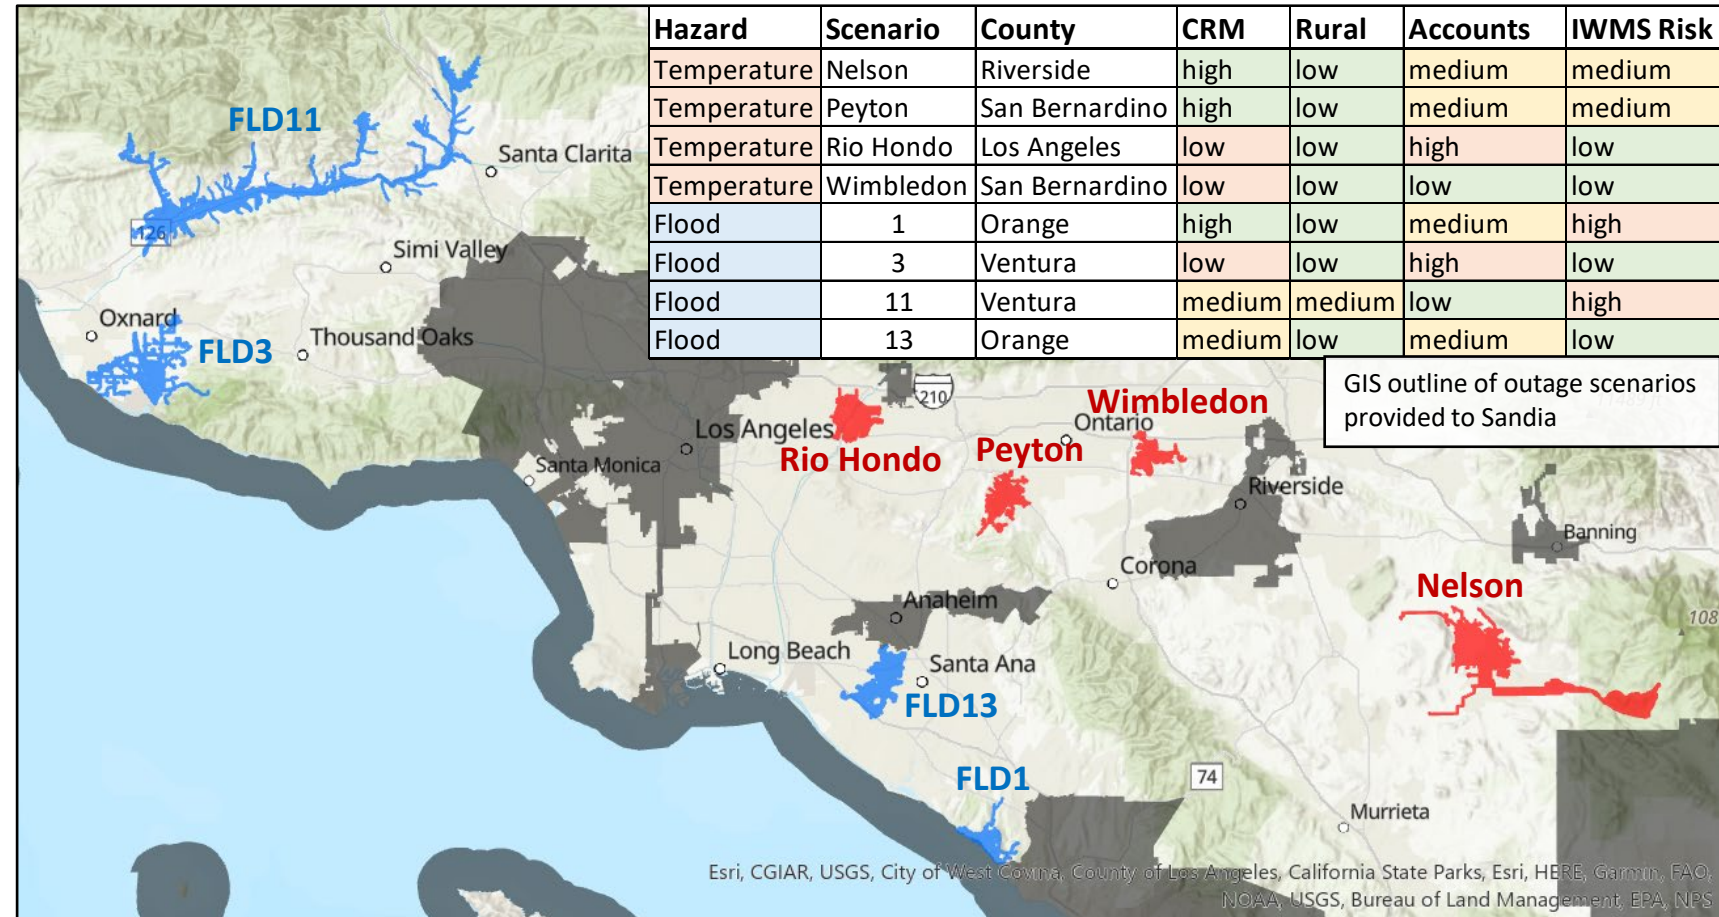 Hazard Scenario County CRM Rural Accounts IWMS Risk
Temperature Nelson Riverside high low medium medium
Temperature Peyton San Bernardino high low medium medium
Temperature Rio Hondo Los Angeles low low high low
Temperature Wimbledon San Bernardino low low low low
Flood 1 Orange high low medium high
Flood 3 Ventura low low high low
Flood 11 Ventura medium medium low high
Flood 13 Orange medium low medium low
GIS outline of outage scenarios
provided to Sandia
FLD11
Santa Clarita
126
Simi Valley
Oxnard
Thousand Oaks
FLD3
210
Wimbledon
Ontario
Los Angeles
Rio Hondo
Peyton
Santa Monica
Riverside
Banning
Corona
Nelson
Anaheim
108
Long Beach
Santa Ana
FLD13
FLD1
74
Murrieta
Esri, CGIAR, USGS, City of West Covina, County of Los Angeles, California State Parks, Esri, HERE, Garmin, FAO,
NOAA, USGS, Bureau of Land Management, EPA, NPS